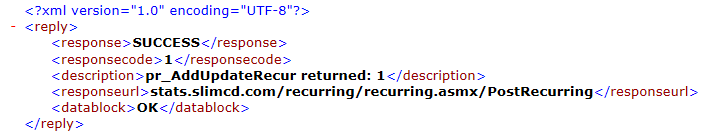 <?xml version="1.0" encoding="UTF-8"?>
- <reply>
<response>SUCCESS</response>
<responsecode>1</responsecode>
<description>pr_AddUpdateRecur returned: 1</description>
<responseurl>stats.slimcd.com/recurring/recurring.asmx/PostRecurring</responseurl>
<datablock>OK</datablock>
</reply>